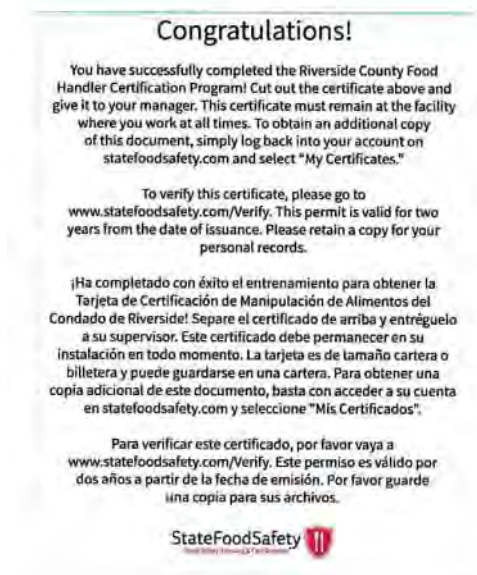 Congratulations!
You have successfully completed the Riverside County Food
Handler Certification Program! Cut out the certificate above and
give it to your manager. This certificate must remain at the facility
where you work at all times. To obtain an additional copy
of this document, simply log back into your account on
statefoodsafety.com and select "My Certificates."
To verify this certificate, please go to
www.statefoodsafety.com/Verify. This permit is valid for two
years from the date of issuance. Please retain a copy for your
personal records.
¡Ha completado con éxito el entrenamiento para obtener la
Tarjeta de Certificación de Manipulación de Alimentos del
Condado de Riverside! Separe el certificado de arriba y entréguelo
a su supervisor. Este certificado debe permanecer en su
instalación en todo momento. La tarjeta es de tamaño cartera o
billetera y puede guardarse en una cartera. Para obtener una
copia adicional de este documento, basta con acceder a su cuenta
en statefoodsafety.com y seleccione "Mis Certificados".
Para verificar este certificado, por favor vaya a
www.statefoodsafety.com/Verify. Este permiso es válido por
dos años a partir de la fecha de emisión. Por favor guarde
una copia para sus archivos.
StateFoodSafety